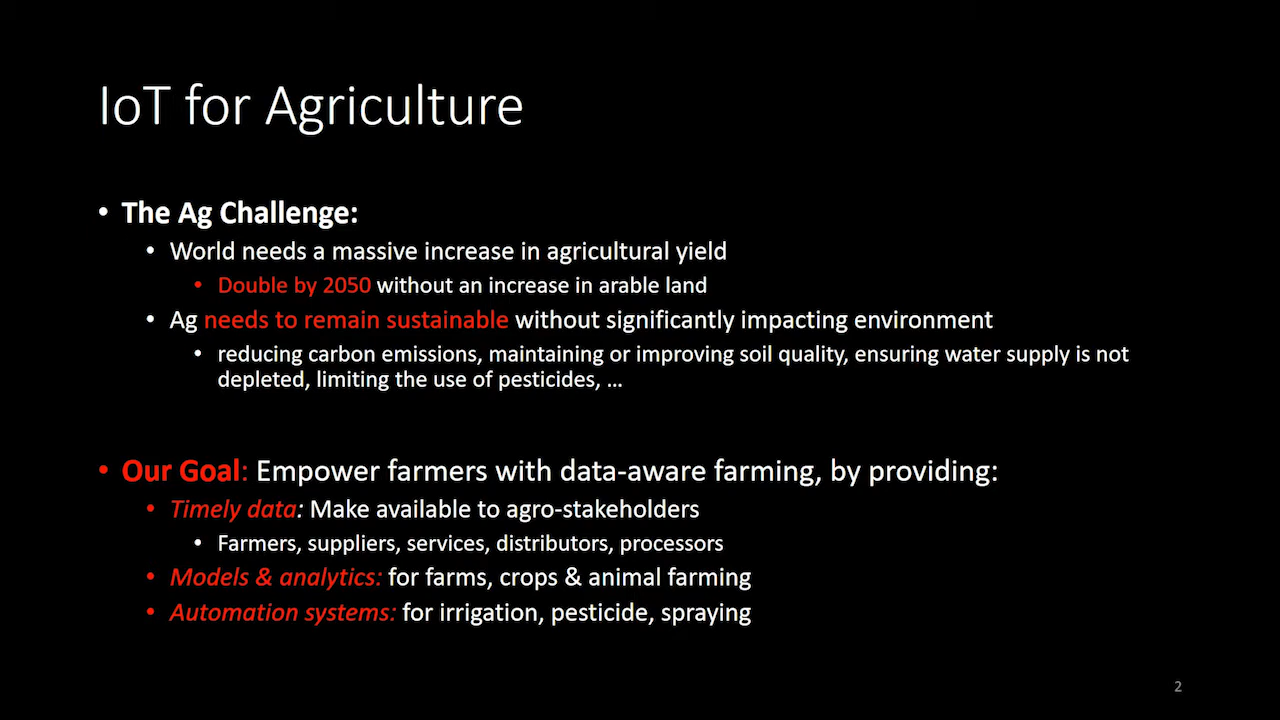 IoT for Agriculture
• The Ag Challenge:
• World needs a massive increase in agricultural yield
• Double by 2050 without an increase in arable land
• Ag needs to remain sustainable without significantly impacting environment
• reducing carbon emissions, maintaining or improving soil quality, ensuring water supply is not
depleted, limiting the use of pesticides, …
• Our Goal: Empower farmers with data-aware farming, by providing:
• Timely data: Make available to agro-stakeholders
• Farmers, suppliers, services, distributors, processors
• Models & analytics: for farms, crops & animal farming
• Automation systems: for irrigation, pesticide, spraying
2